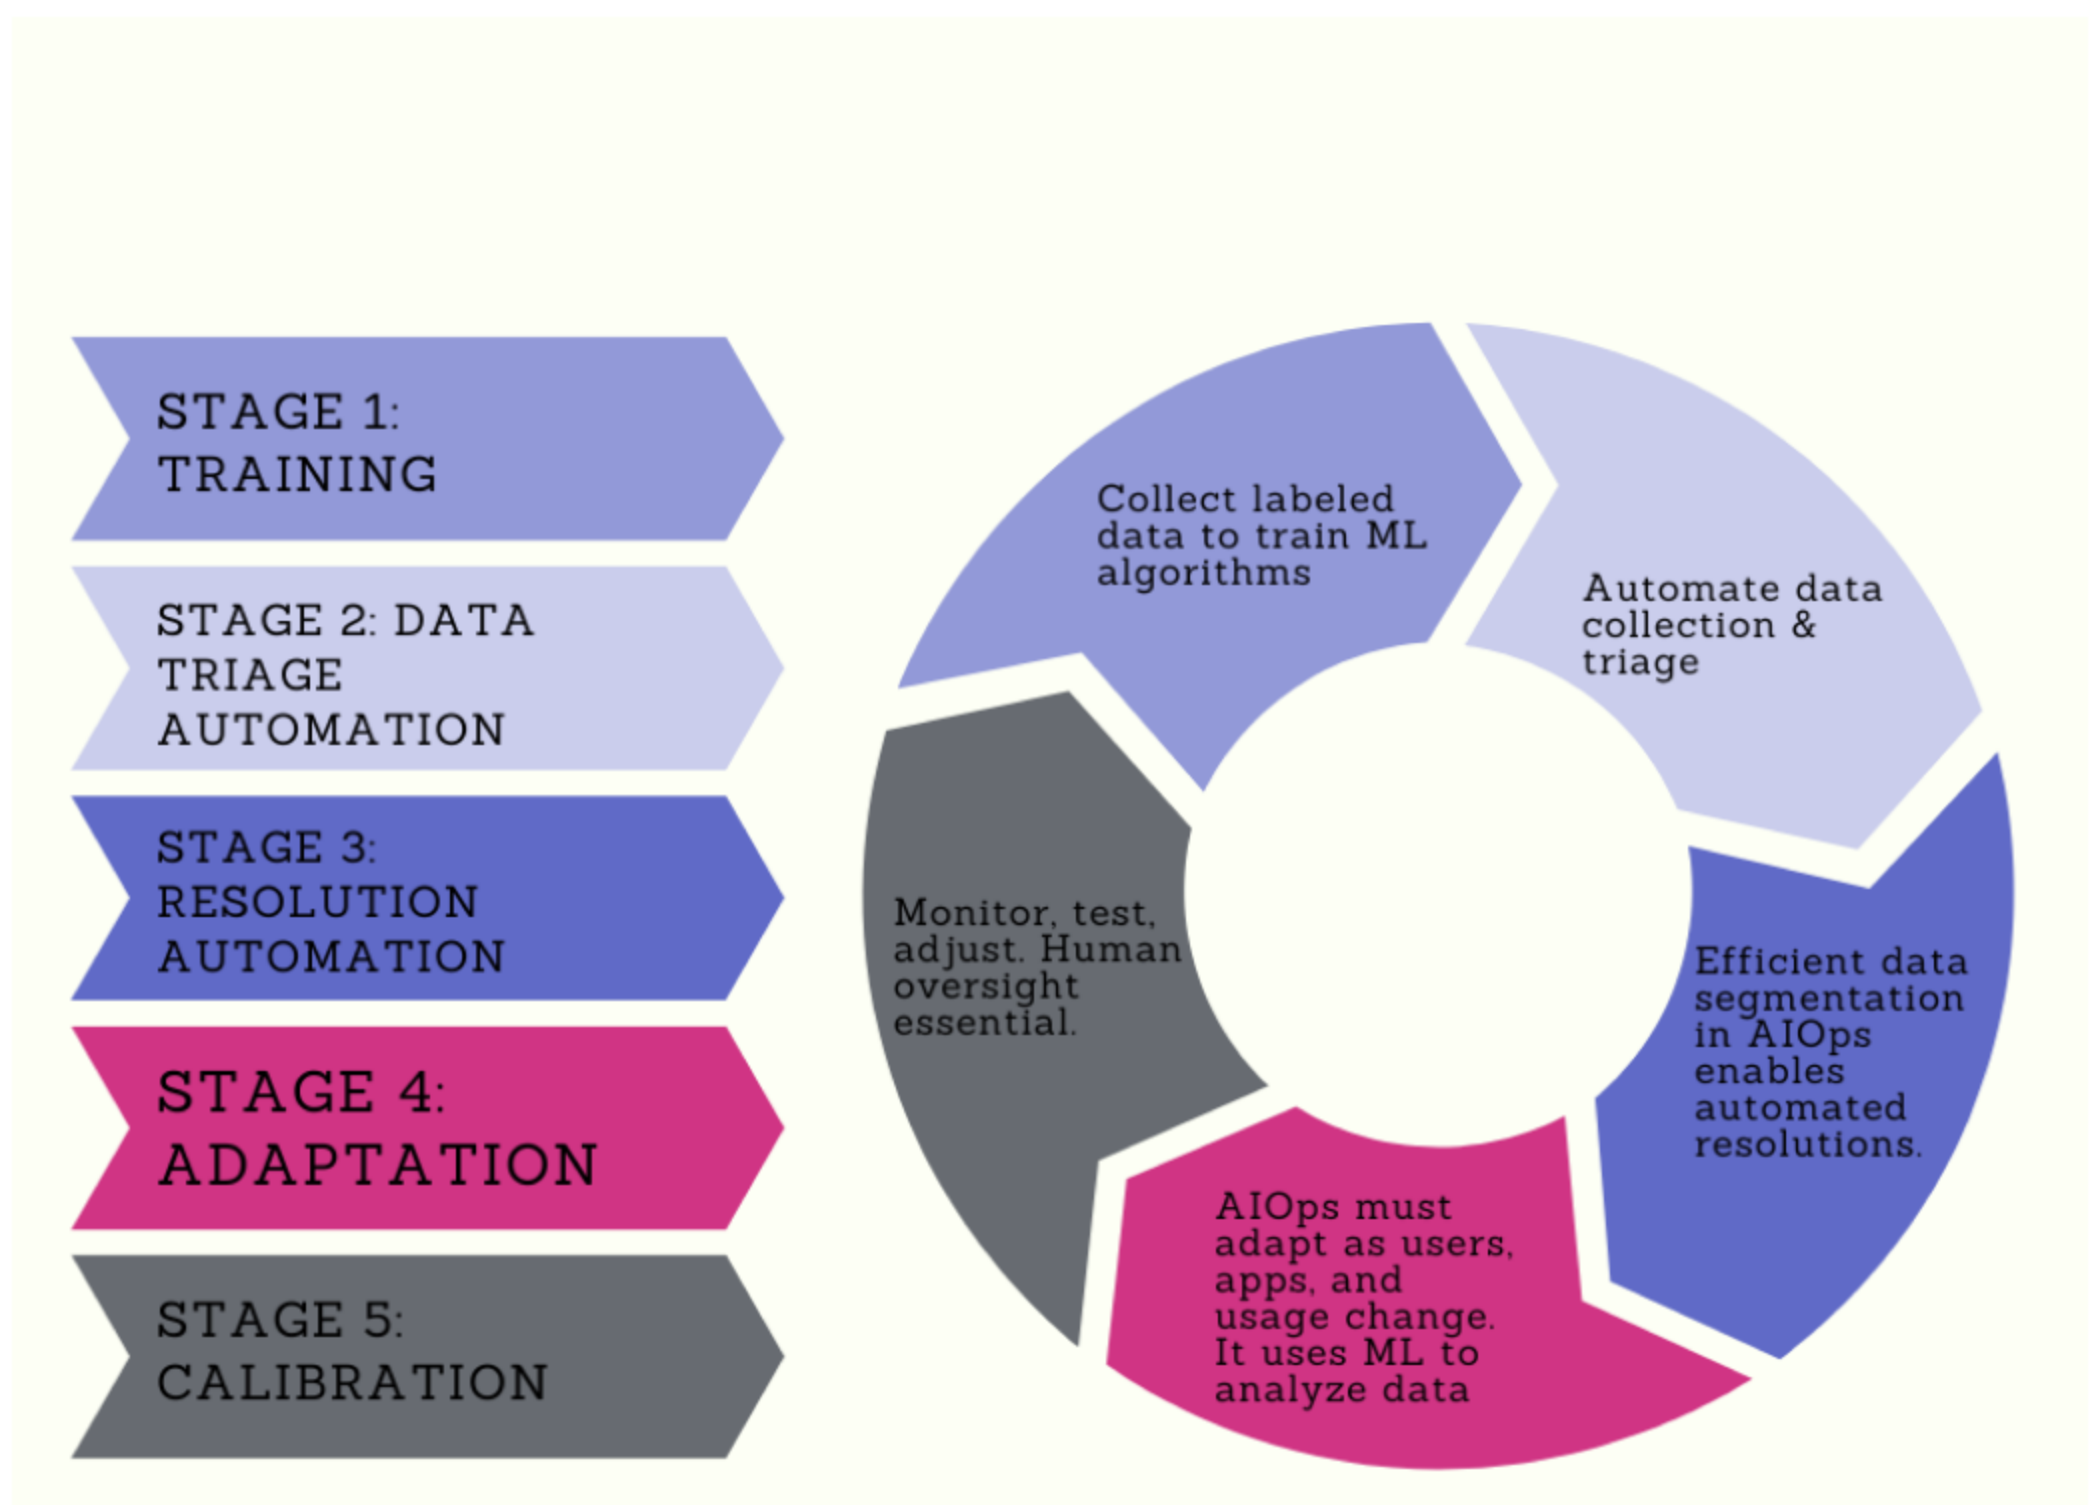 STAGE 1:
TRAINING
STAGE 2: DATA
TRIAGE
AUTOMATION
STAGE 3:
RESOLUTION
AUTOMATION
STAGE 4:
ADAPTATION
STAGE 5:
CALIBRATION
Collect labeled
data to train ML
algorithms
Automate data
collection &
triage
Efficient data
segmentation
in AIOps
enables
automated
resolutions.
AIOps must
adapt as users,
apps, and
usage change.
It uses ML to
analyze data
Monitor, test,
adjust. Human
oversight
essential.